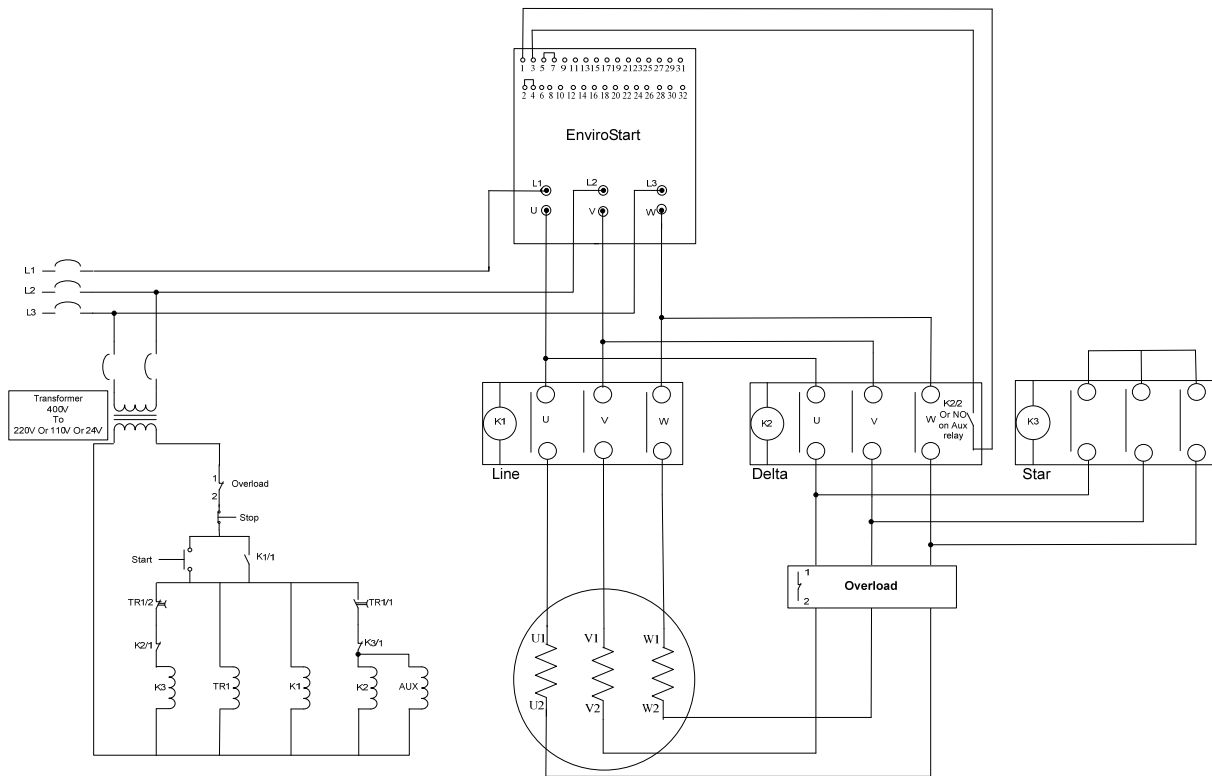 1 3 5 7 9 11 13 15 17 19 21 23 25 27 29 31
2 4 6 8 10 12 14 16 18 20 22 24 26 28 30 32
EnviroStart
L1 L2 L3
U V W
L1
L2
L3
Transformer
400V
To
220V Or 110V Or 24V
K1 U V W
Line
K2 U V W
K2/2
Or NO
on Aux
relay
Delta
K3
Star
1
2
Overload
Stop
Start
K1/1
TR1/2
TR1/1
K2/1
K3/1
K3 TR1 K1 K2 AUX
1
2
Overload
U1 V1 W1
U2 V2 W2